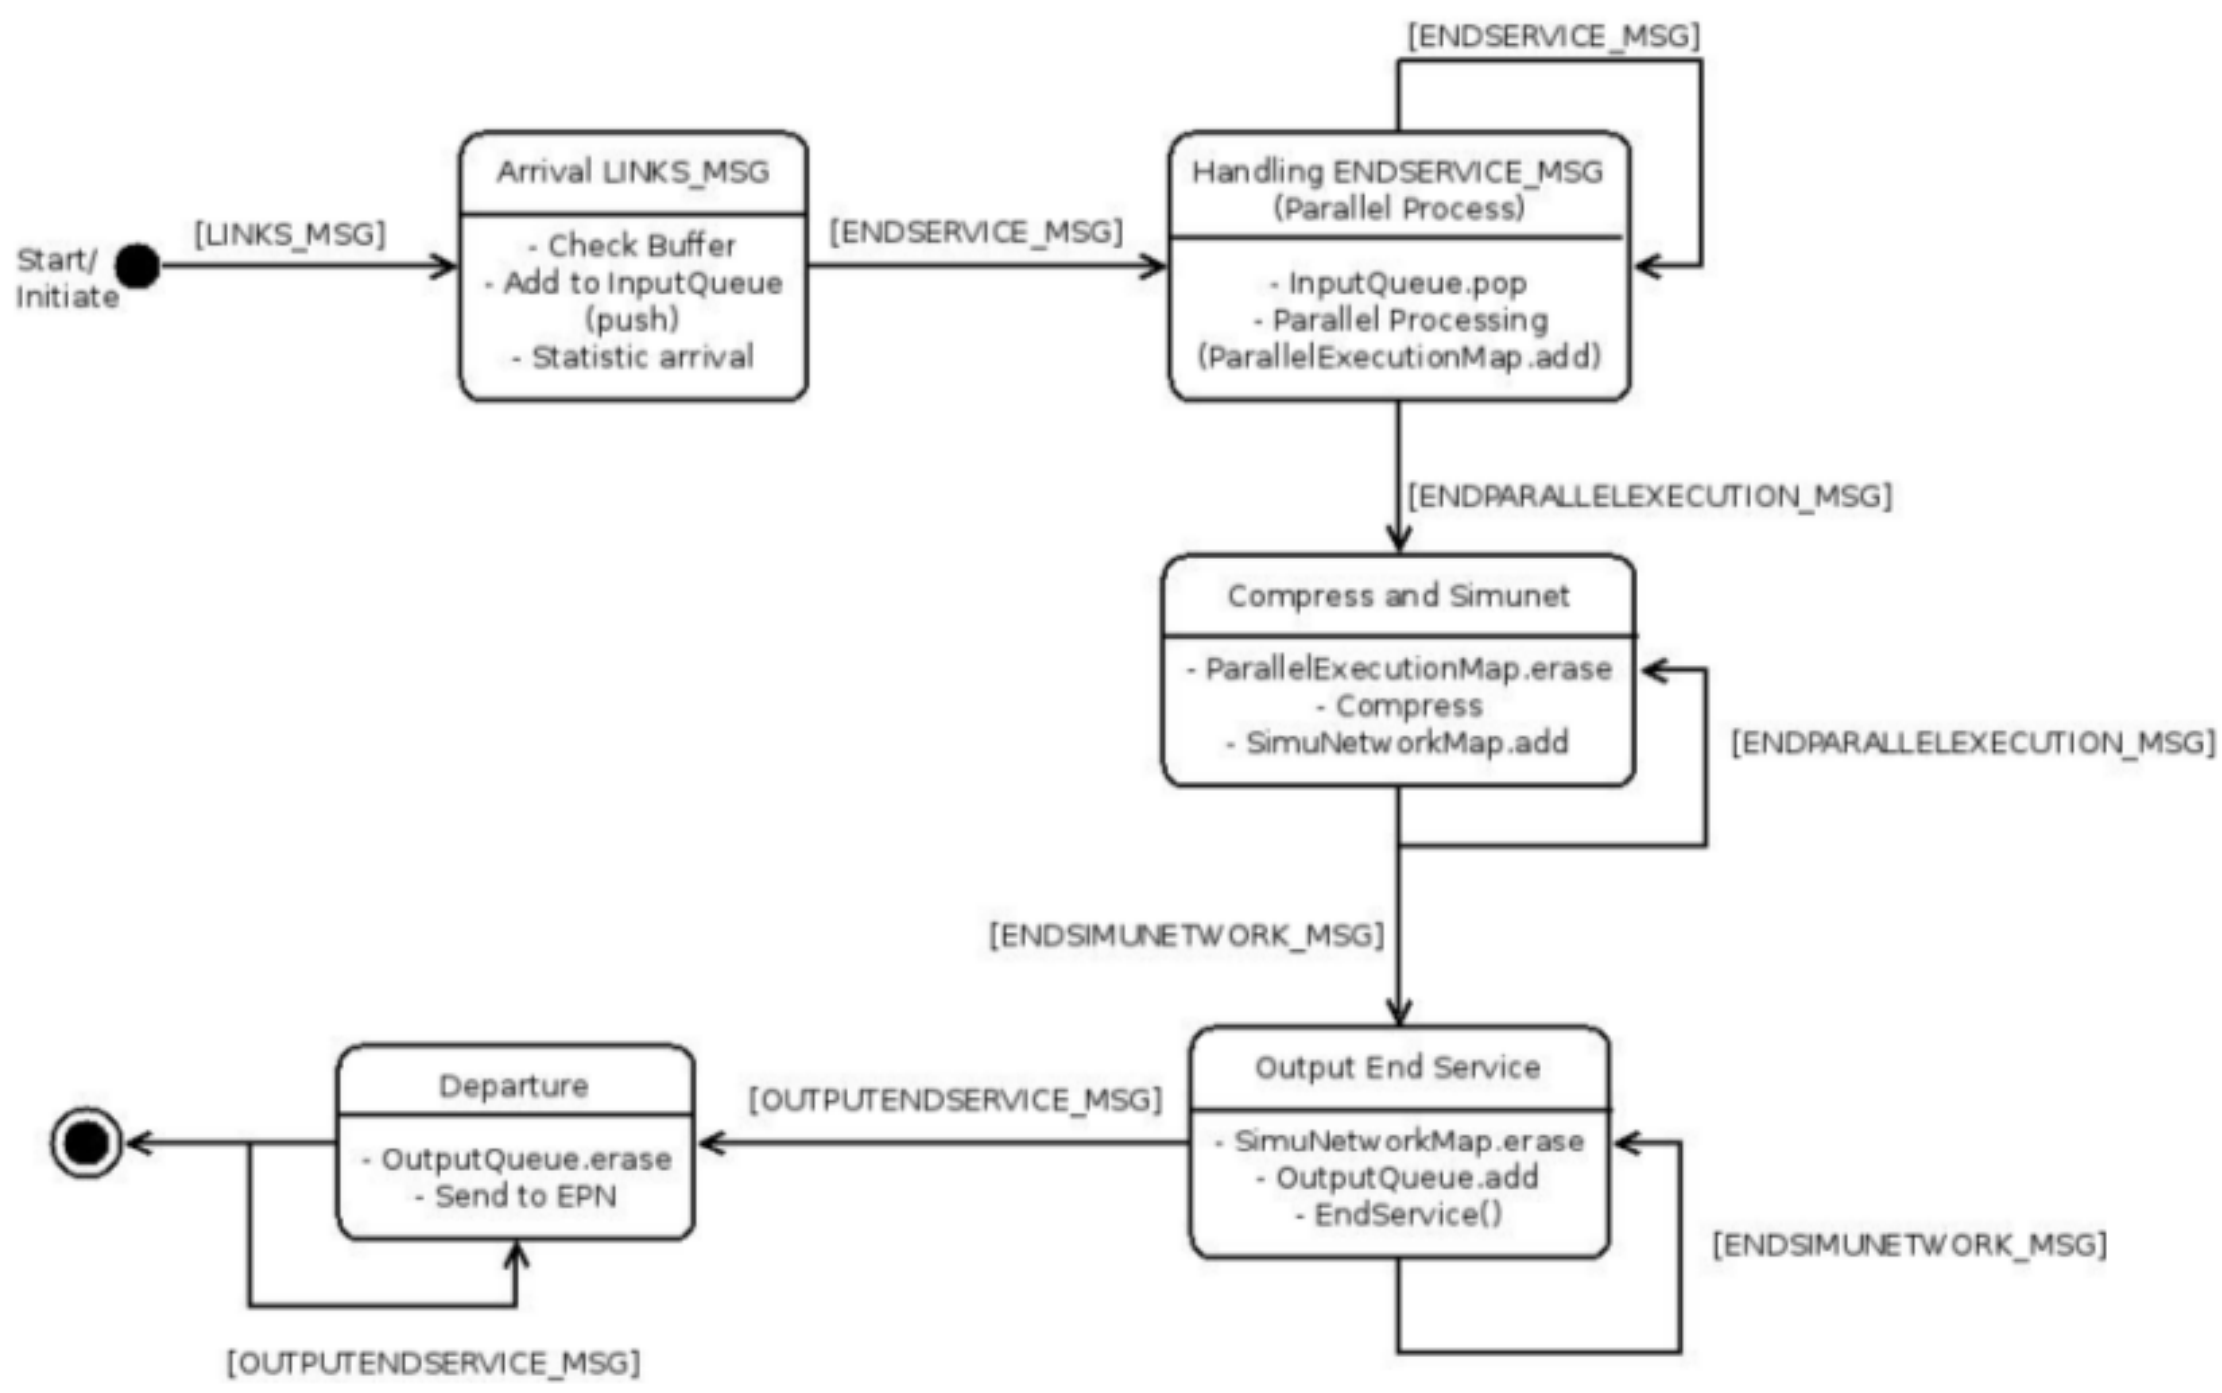 [ENDSERVICE_MSG]
Start/
Initiate
[LINKS_MSG]
Arrival LINKS_MSG
- Check Buffer
- Add to InputQueue
(push)
- Statistic arrival
[ENDSERVICE_MSG]
Handling ENDSERVICE_MSG
(Parallel Process)
- InputQueue.pop
- Parallel Processing
(ParallelExecutionMap.add)
[ENDPARALLELEXECUTION_MSG]
Compress and Simunet
- ParallelExecutionMap.erase
- Compress
- SimuNetworkMap.add
[ENDPARALLELEXECUTION_MSG]
[ENDSIMUNETWORK_MSG]
Output End Service
- SimuNetworkMap.erase
- OutputQueue.add
- EndService()
[ENDSIMUNETWORK_MSG]
[OUTPUTENDSERVICE_MSG]
Departure
- OutputQueue.erase
- Send to EPN
[OUTPUTENDSERVICE_MSG]